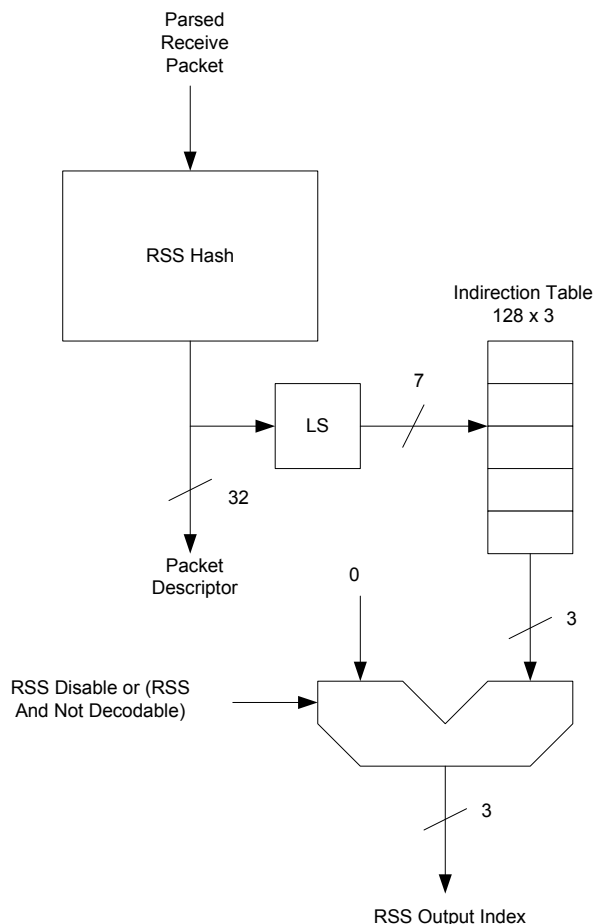 Parsed
Receive
Packet
RSS Hash
Indirection Table
128 x 3
7
LS
32
Packet
Descriptor
0
3
RSS Disable or (RSS
And Not Decodable)
3
RSS Output Index